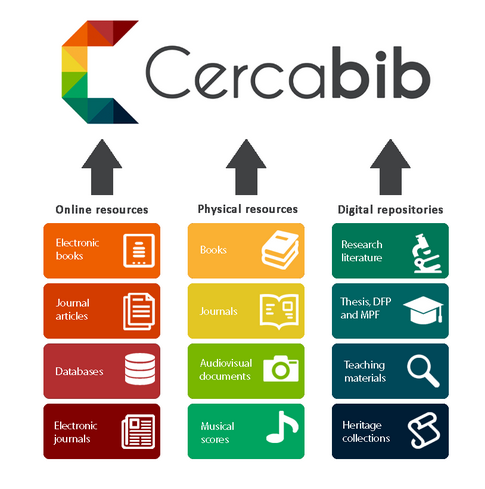 Cercabib
Online resources
Physical resources
Digital repositories
Electronic
books
Books
Research
literature
Journal
articles
Journals
Thesis, DFP
and MPF
Databases
Audiovisual
documents
Teaching
materials
Electronic
journals
Musical
scores
Heritage
collections